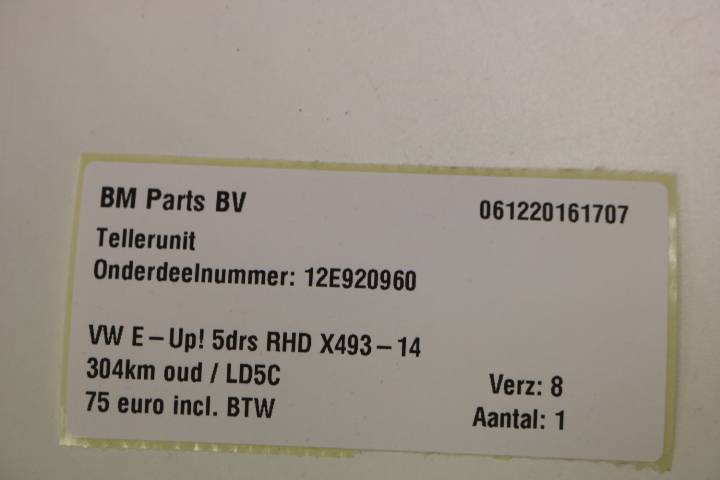 BM Parts BV 061220161707
Tellerunit
Onderdeelnummer: 12E920960
VW E-Up! 5drs RHD X493-14
304km oud / LD5C Verz: 8
75 euro incl. BTW Aantal: 1